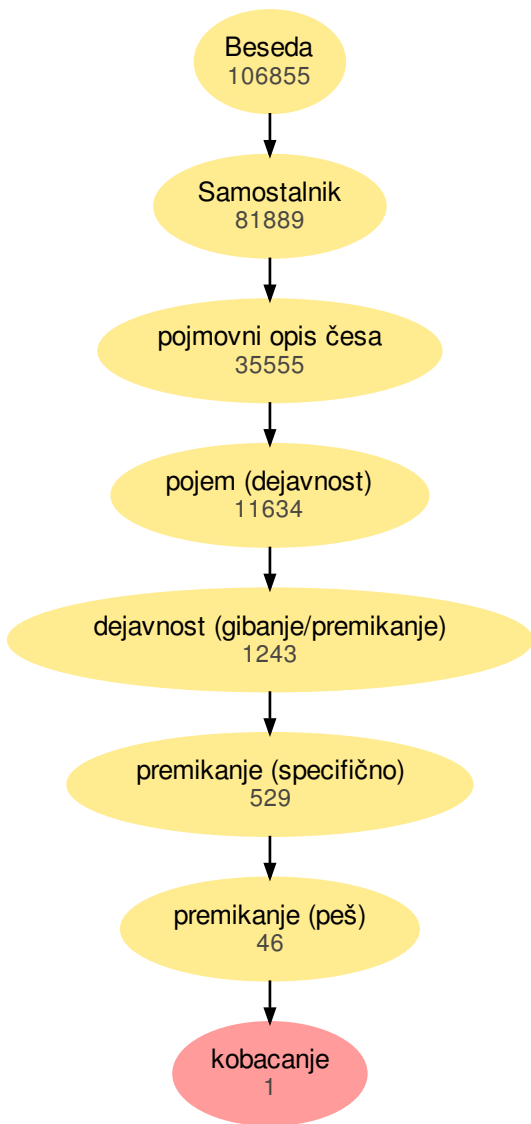 Beseda
106855
Samostalnik
81889
pojmovni opis česa
35555
pojem (dejavnost)
11634
dejavnost (gibanje/premikanje)
1243
premikanje (specifično)
529
premikanje (peš)
46
kobacanje
1